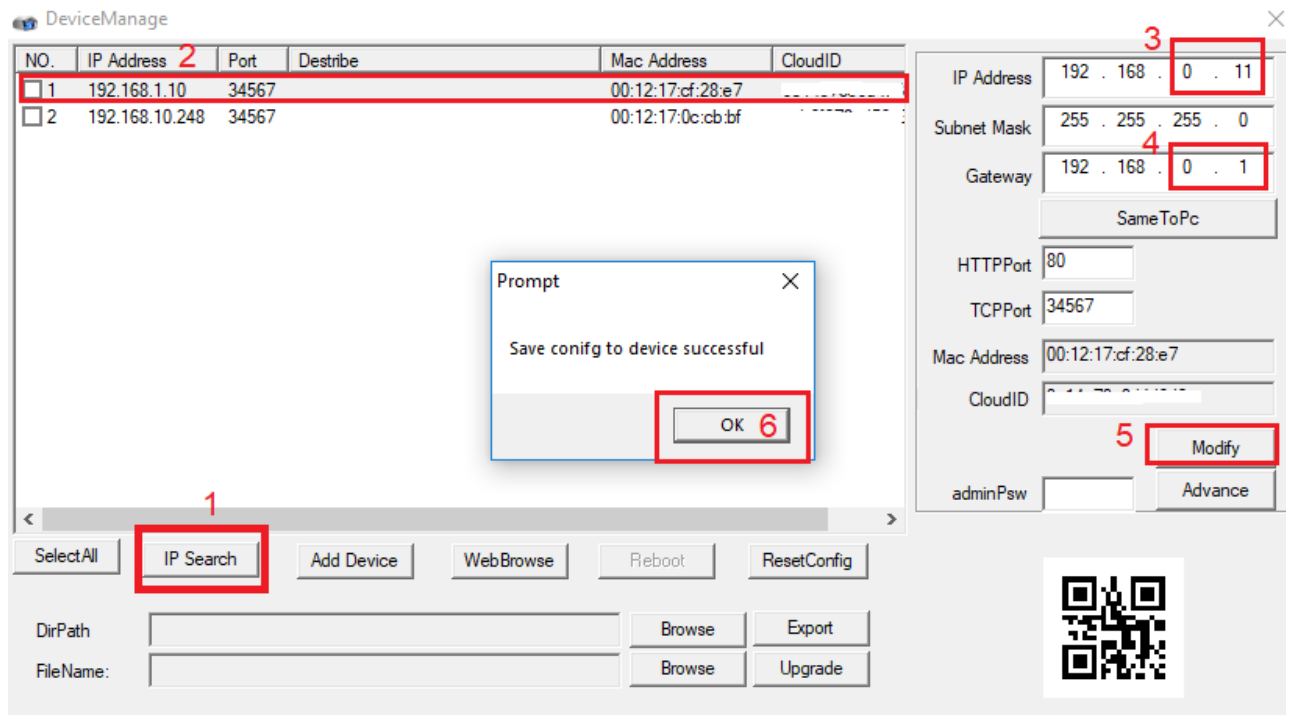 DeviceManage
NO. IP Address 2 Port Destribe Mac Address CloudID
1 192.168.1.10 34567 00:12:17:cf:28:e7
2 192.168.10.248 34567 00:12:17:0c:cb:bf
3
IP Address 192 . 168 . 0 . 11
Subnet Mask 255 . 255 . 255 . 0
4
Gateway 192 . 168 . 0 . 1
SameToPc
HTTPPort 80
TCPPort 34567
Mac Address 00:12:17:cf:28:e7
CloudID
5 Modify
adminPsw Advance
Prompt
Save conifg to device successful
OK 6
1
SelectAll IP Search Add Device WebBrowse Reboot ResetConfig
DirPath Browse Export
FileName: Browse Upgrade